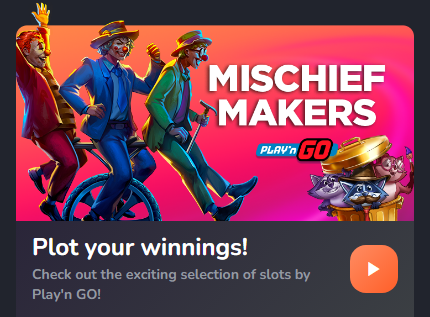 MISCHIEF
MAKERS
PLAY'n GO
Plot your winnings!
Check out the exciting selection of slots by
Play'n GO!